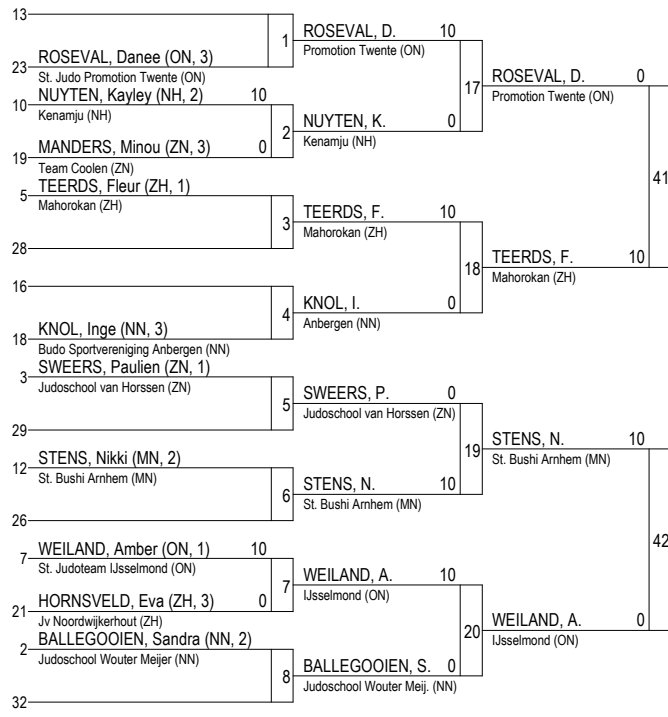 13
1
ROSEVAL, D. 10
Promotion Twente (ON)
ROSEVAL, Danee (ON, 3)
23
St. Judo Promotion Twente (ON)
17
ROSEVAL, D. 0
Promotion Twente (ON)
NUYTEN, Kayley (NH, 2) 10
10
Kenamju (NH)
2
NUYTEN, K. 0
Kenamju (NH)
MANDERS, Minou (ZN, 3) 0
19
Team Coolen (ZN)
41
TEERDS, Fleur (ZH, 1)
5
Mahorokan (ZH)
3
TEERDS, F. 10
Mahorokan (ZH)
28
18
TEERDS, F. 10
Mahorokan (ZH)
16
4
KNOL, I. 0
Anbergen (NN)
KNOL, Inge (NN, 3)
18
Budo Sportvereniging Anbergen (NN)
SWEERS, Paulien (ZN, 1)
3
Judoschool van Horssen (ZN)
5
SWEERS, P. 0
Judoschool van Horssen (ZN)
29
19
STENS, N. 10
St. Bushi Arnhem (MN)
STENS, Nikki (MN, 2)
12
St. Bushi Arnhem (MN)
6
STENS, N. 10
St. Bushi Arnhem (MN)
26
42
WEILAND, Amber (ON, 1) 10
7
St. Judoteam IJsselmond (ON)
7
WEILAND, A. 10
IJsselmond (ON)
HORNSVELD, Eva (ZH, 3) 0
21
Jv Noordwijkerhout (ZH)
20
WEILAND, A. 0
IJsselmond (ON)
BALLEGOOIEN, Sandra (NN, 2)
2
Judoschool Wouter Meijer (NN)
8
BALLEGOOIEN, S. 0
Judoschool Wouter Meij. (NN)
32